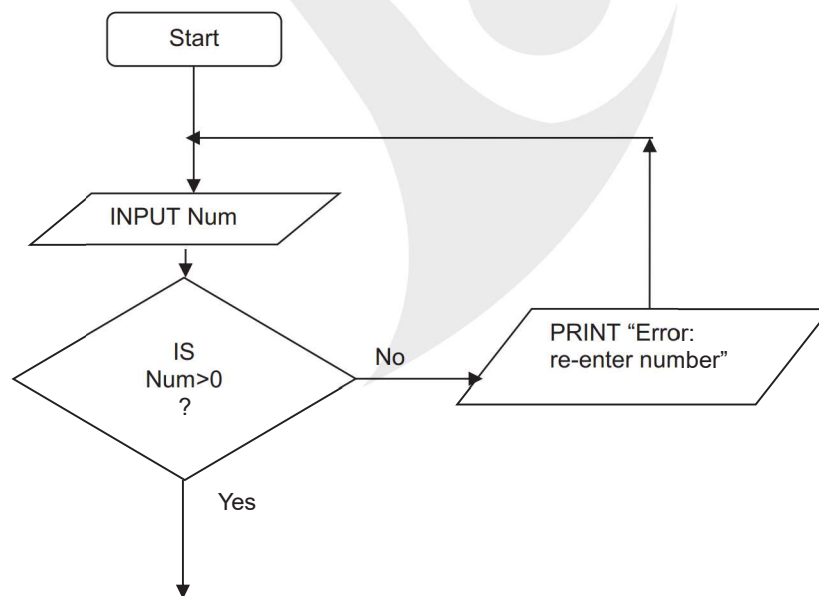 Start
INPUT Num
IS
Num>0
?
No
PRINT “Error:
re-enter number”
Yes